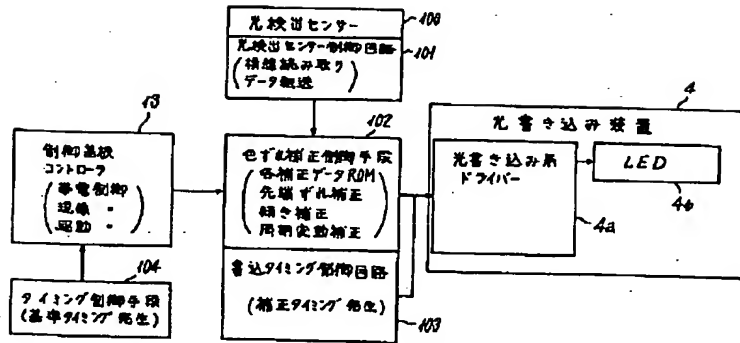 光検出センサー
100
光検出センサー制御回路
(横線読み取り
データ転送)
101
13
制御基板
コントローラ
(帯電制御
現像 〃
駆動 〃)
104
タイミング制御手段
(基準タイミング発生)
102
色ずれ補正制御手段
(各補正データROM
先端ずれ補正
傾き補正
周期変動補正)
書込タイミング制御回路
(補正タイミング発生)
103
4
光書き込み装置
光書き込み系
ドライバー
4a
LED
4b